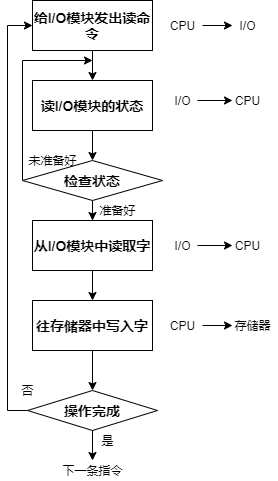 给I/O模块发出读命
令
CPU I/O
读I/O模块的状态
I/O CPU
未准备好
检查状态
准备好
从I/O模块中读取字
I/O CPU
往存储器中写入字
CPU 存储器
否
操作完成
是
下一条指令